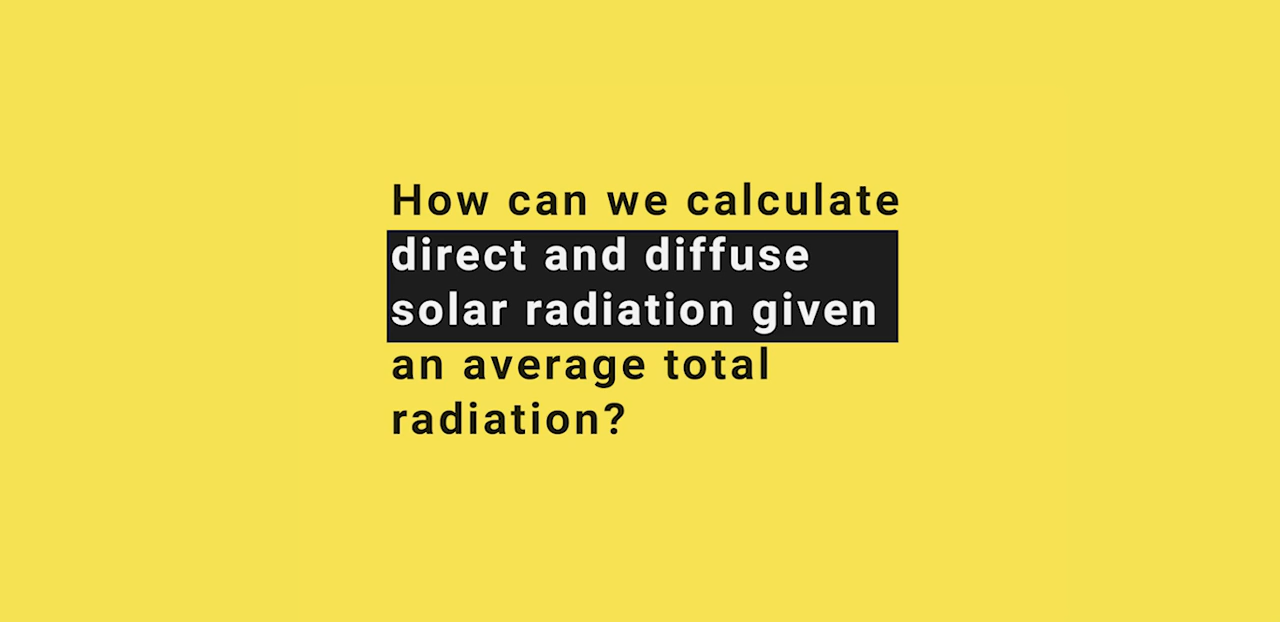 How can we calculate
direct and diffuse
solar radiation given
an average total
radiation?